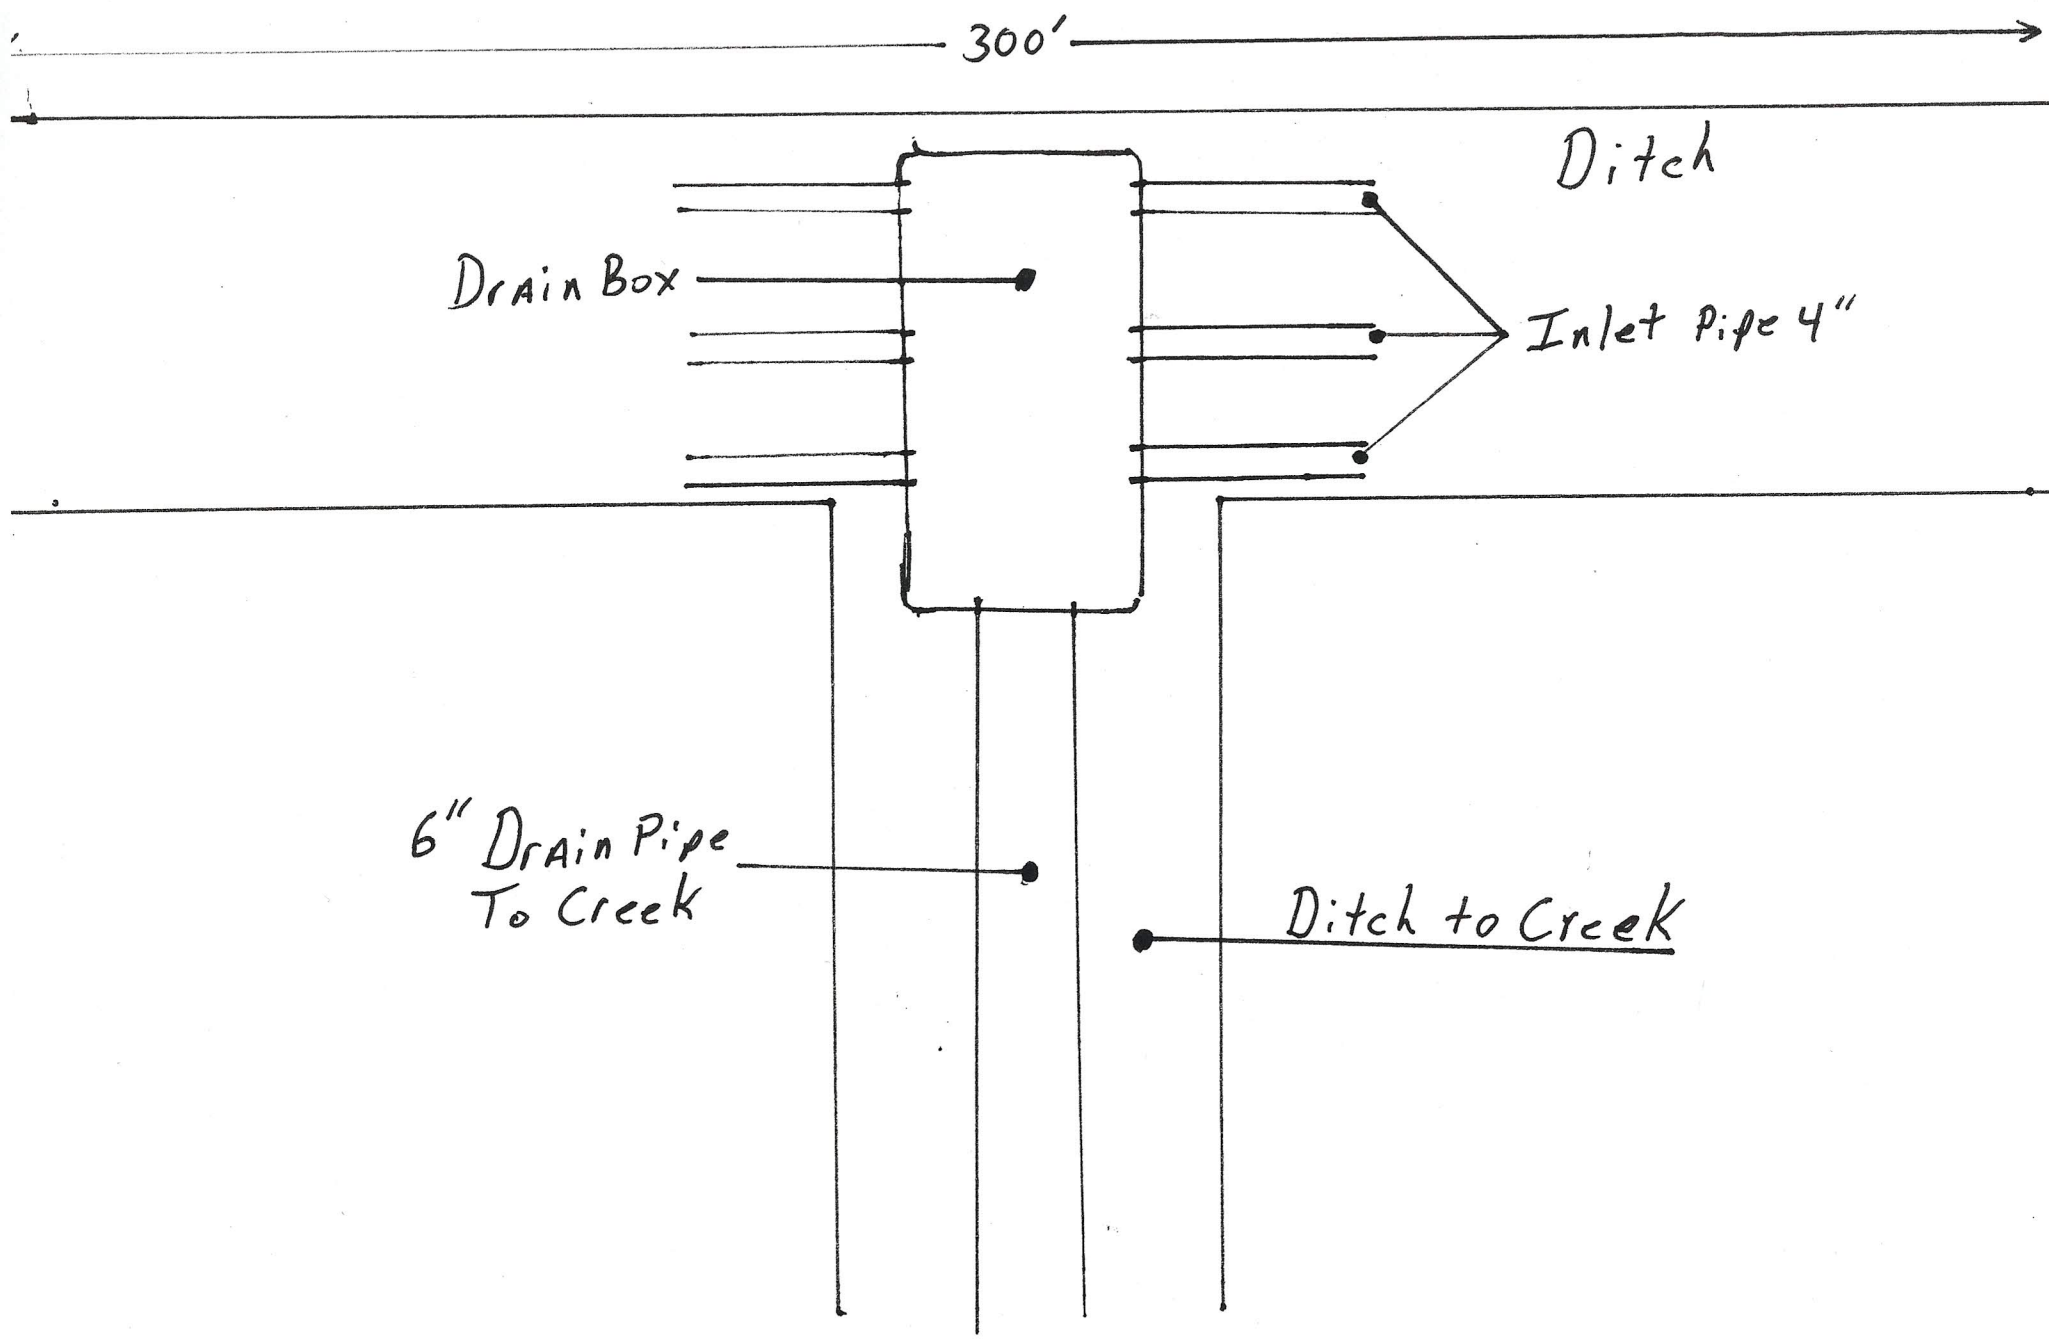 300'
Ditch
Drain Box
Inlet Pipe 4"
6" Drain Pipe
To Creek
Ditch to Creek